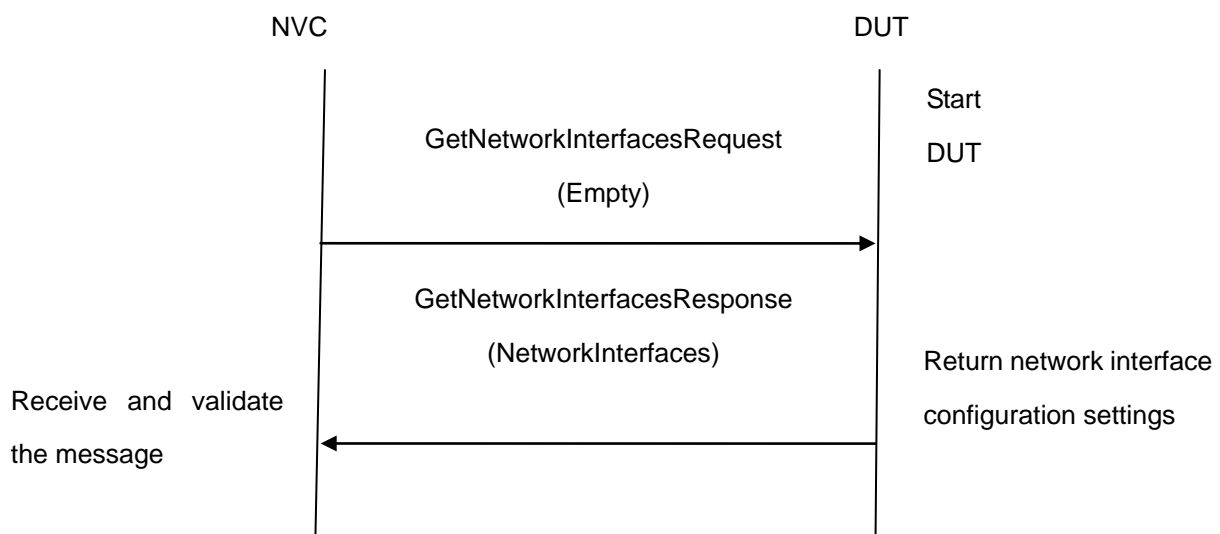 NVC
DUT
Start
DUT
GetNetworkInterfacesRequest
(Empty)
GetNetworkInterfacesResponse
(NetworkInterfaces)
Return network interface
configuration settings
Receive and validate
the message